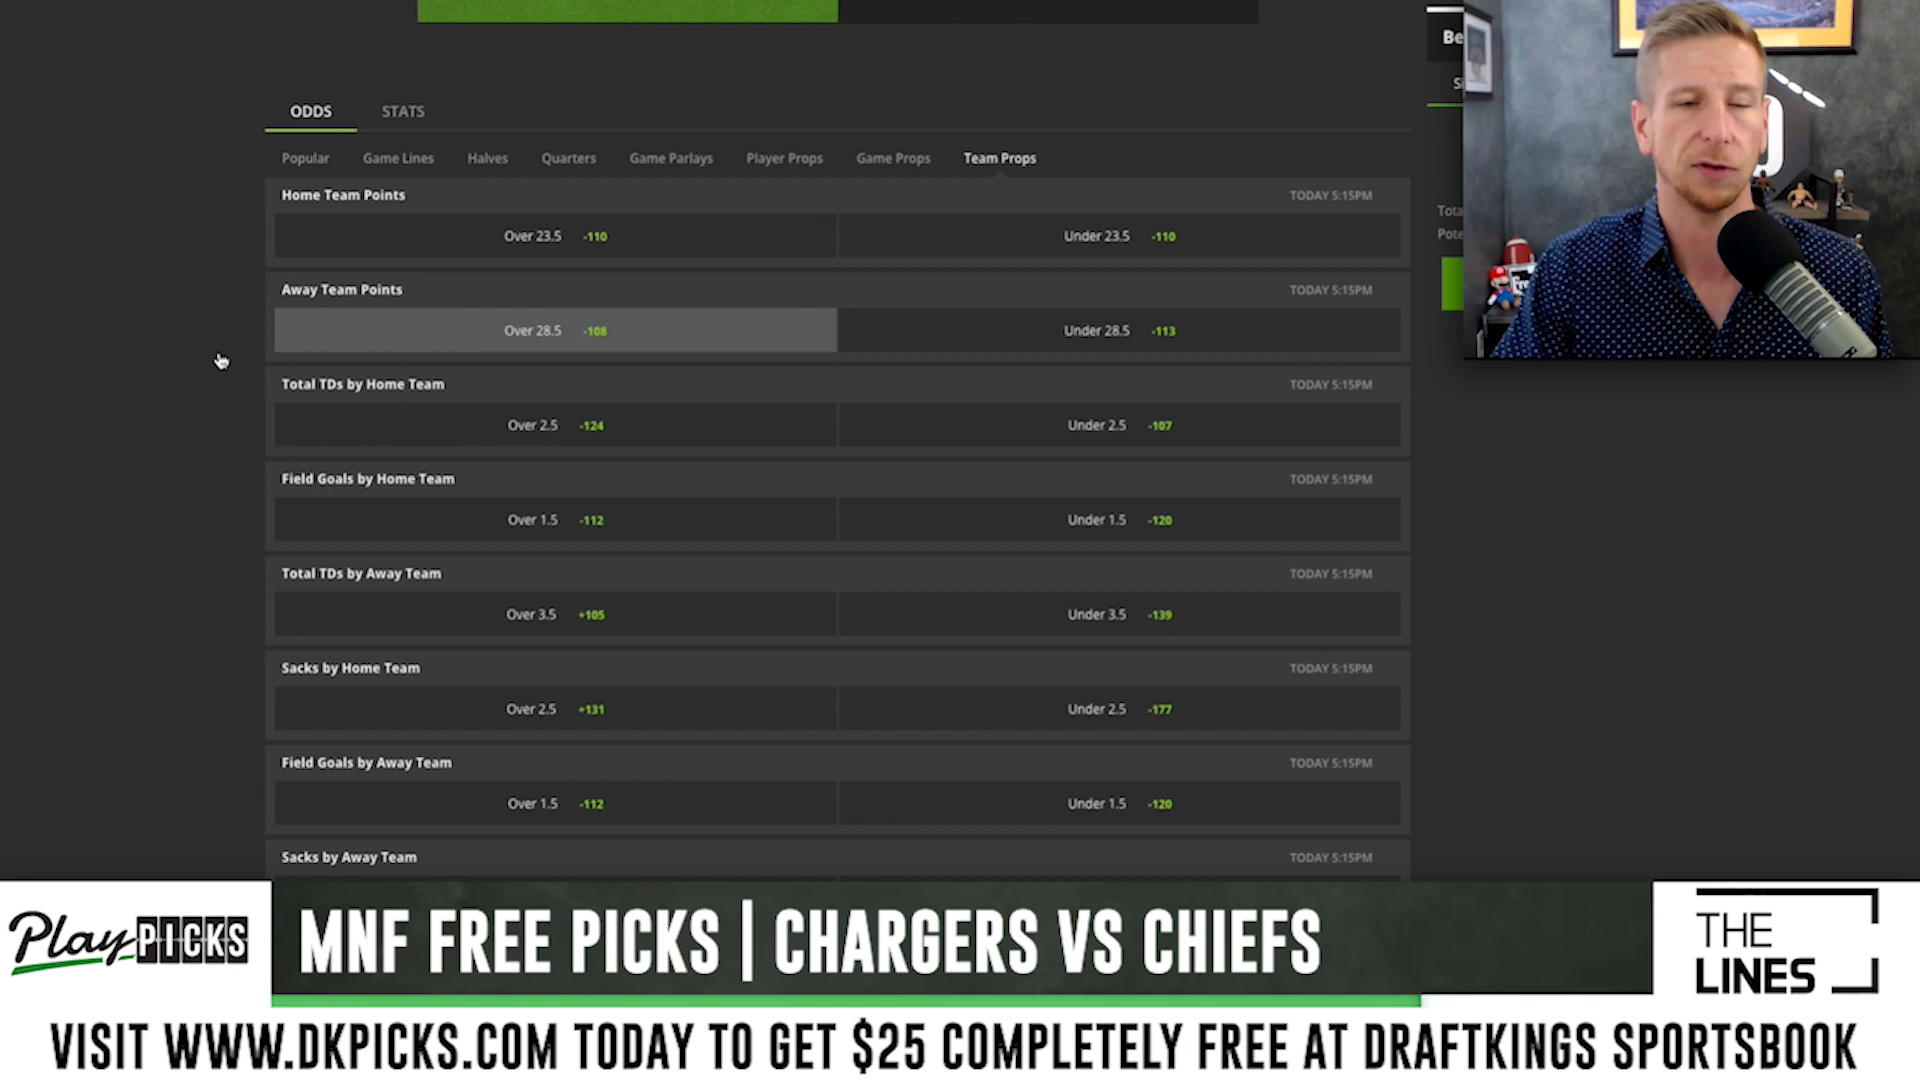 Be
ODDS STATS
S
Popular Game Lines Halves Quarters Game Parlays Player Props Game Props Team Props
Home Team Points TODAY 5:15PM
Tota
Over 23.5 -110 Under 23.5 -110
Pote
Away Team Points TODAY 5:15PM
Over 28.5 -108 Under 28.5 -113
Total TDs by Home Team TODAY 5:15PM
Over 2.5 -124 Under 2.5 -107
Field Goals by Home Team TODAY 5:15PM
Over 1.5 -112 Under 1.5 -120
Total TDs by Away Team TODAY 5:15PM
Over 3.5 +105 Under 3.5 -139
Sacks by Home Team TODAY 5:15PM
Over 2.5 +131 Under 2.5 -177
Field Goals by Away Team TODAY 5:15PM
Over 1.5 -112 Under 1.5 -120
Sacks by Away Team TODAY 5:15PM
PlayPICKS
MNF FREE PICKS | CHARGERS VS CHIEFS
THE
LINES
VISIT WWW.DKPICKS.COM TODAY TO GET $25 COMPLETELY FREE AT DRAFTKINGS SPORTSBOOK